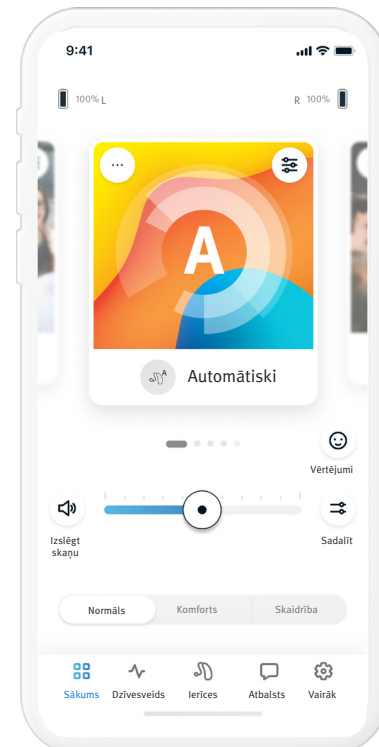 9:41
100% L
R 100%
A
A
Automātiski
Vērtējumi
Izslēgt
skaņu
Sadalīt
Normāls
Komforts
Skaidrība
Sākums
Dzīvesveids
Ierīces
Atbalsts
Vairāk